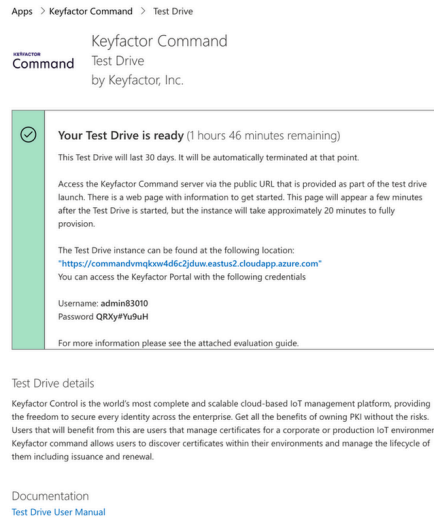 Apps > Keyfactor Command > Test Drive
Keyfactor Command
KEYFACTOR
Command
Test Drive
by Keyfactor, Inc.
Your Test Drive is ready (1 hours 46 minutes remaining)
This Test Drive will last 30 days. It will be automatically terminated at that point.
Access the Keyfactor Command server via the public URL that is provided as part of the test drive
launch. There is a web page with information to get started. This page will appear a few minutes
after the Test Drive is started, but the instance will take approximately 20 minutes to fully
provision.
The Test Drive instance can be found at the following location:
"https://commandvmqkxw4d6c2jduw.eastus2.cloudapp.azure.com"
You can access the Keyfactor Portal with the following credentials
Username: admin83010
Password QRXy#Yu9uH
For more information please see the attached evaluation guide.
Test Drive details
Keyfactor Control is the world's most complete and scalable cloud-based IoT management platform, providing
the freedom to secure every identity across the enterprise. Get all the benefits of owning PKI without the risks.
Users that will benefit from this are users that manage certificates for a corporate or production IoT environmer
Keyfactor command allows users to discover certificates within their environments and manage the lifecycle of
them including issuance and renewal.
Documentation
Test Drive User Manual